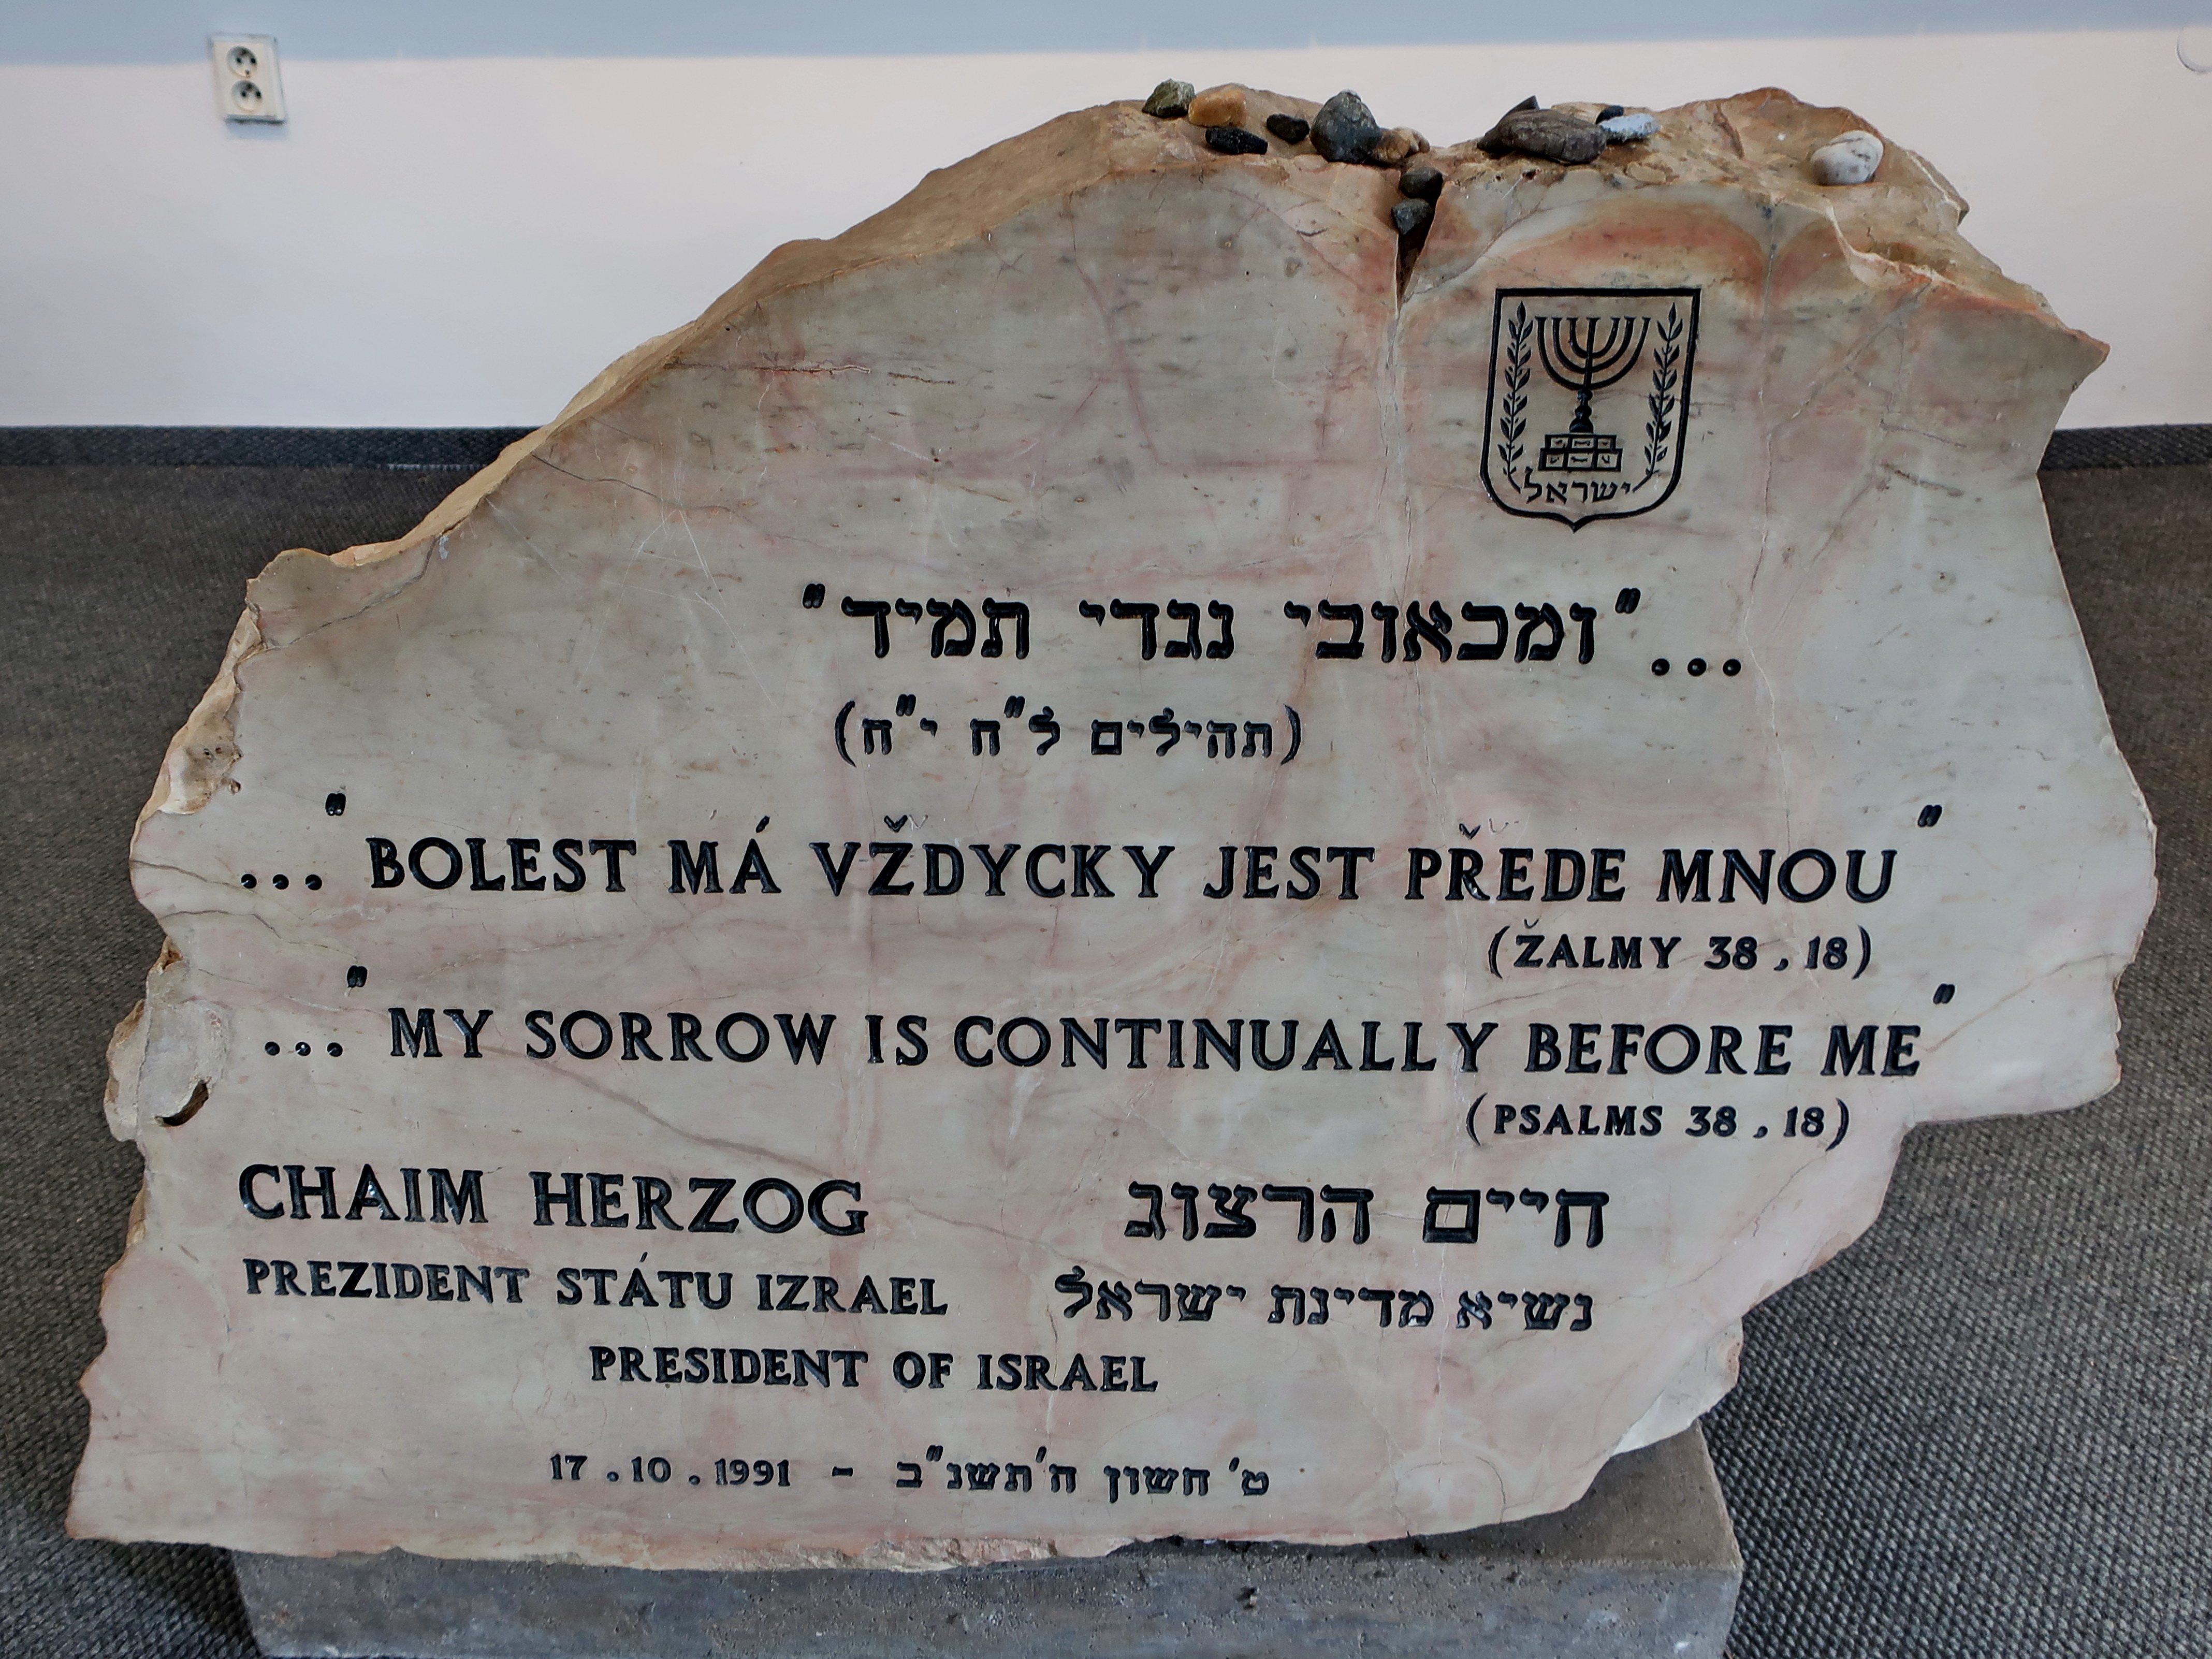 ישראל
..."ומכאובי נגדי תמיד"
(תהילים ל"ח י"ח)
..."BOLEST MÁ VŽDYCKY JEST PŘEDE MNOU"
(ŽALMY 38, 18)
..."MY SORROW IS CONTINUALLY BEFORE ME"
(PSALMS 38, 18)
CHAIM HERZOG חיים הרצוג
PREZIDENT STÁTU IZRAEL נשיא מדינת ישראל
PRESIDENT OF ISRAEL
17.10.1991 - ט' חשון ה'תשנ"ב